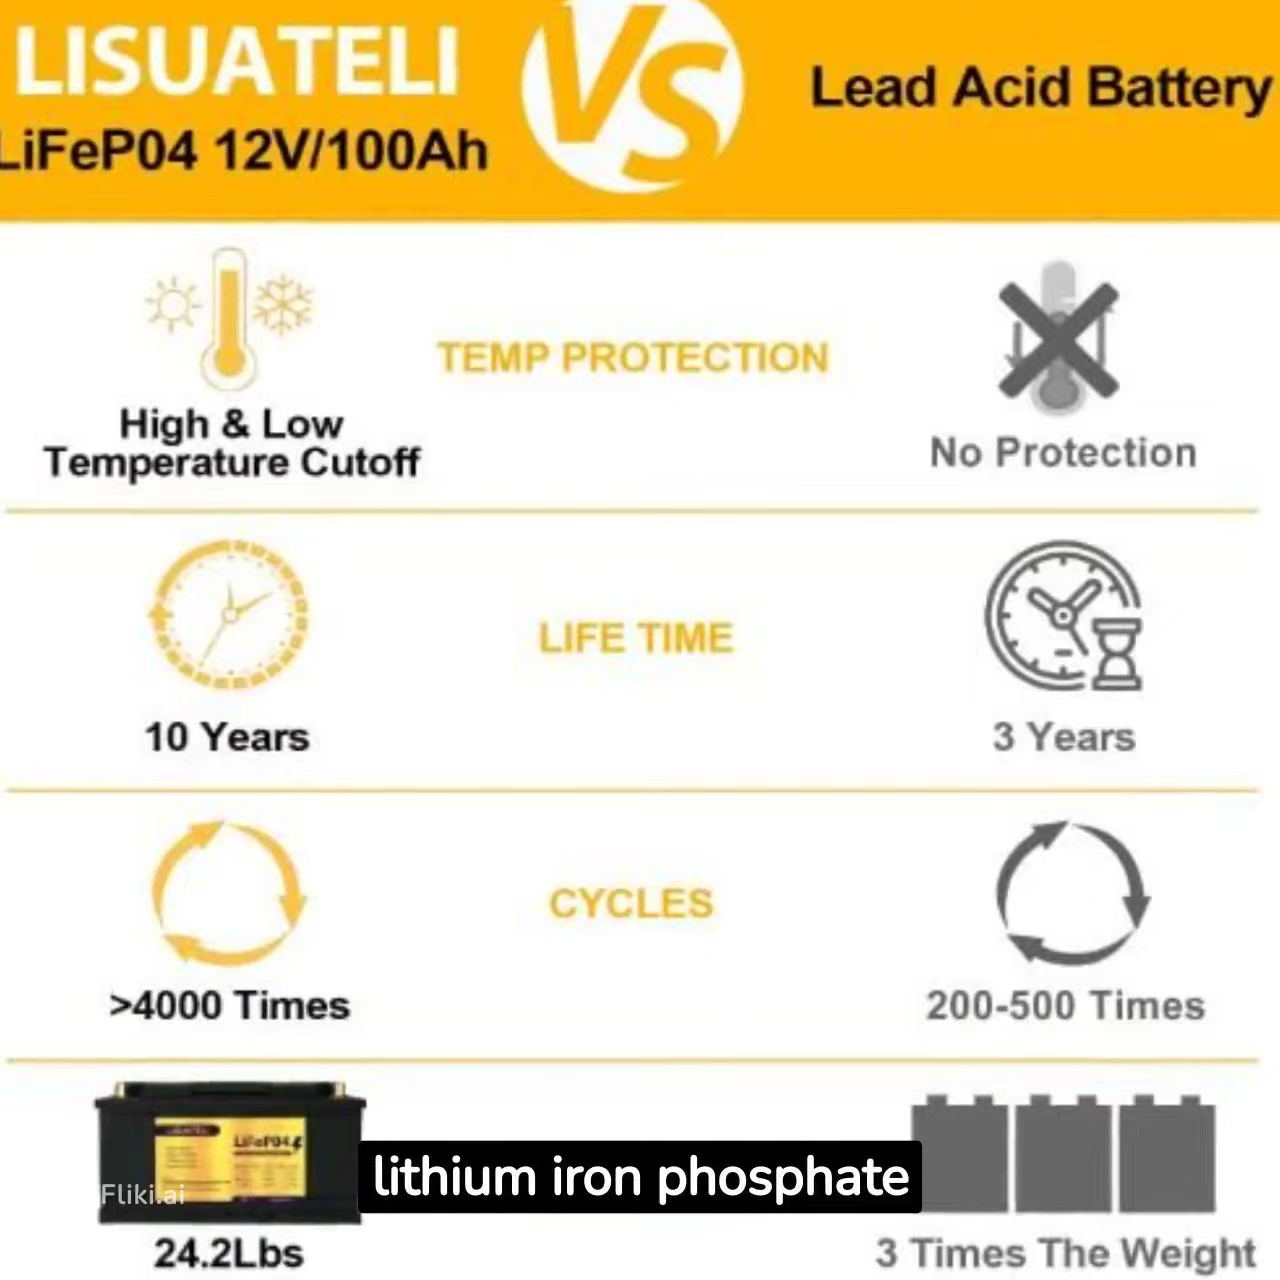 LISUATELI
LiFeP04 12V/100Ah
VS
Lead Acid Battery
TEMP PROTECTION
High & Low
Temperature Cutoff
No Protection
LIFE TIME
10 Years
3 Years
CYCLES
>4000 Times
200-500 Times
LiFeP04
lithium iron phosphate
Fliki.ai
24.2Lbs
3 Times The Weight